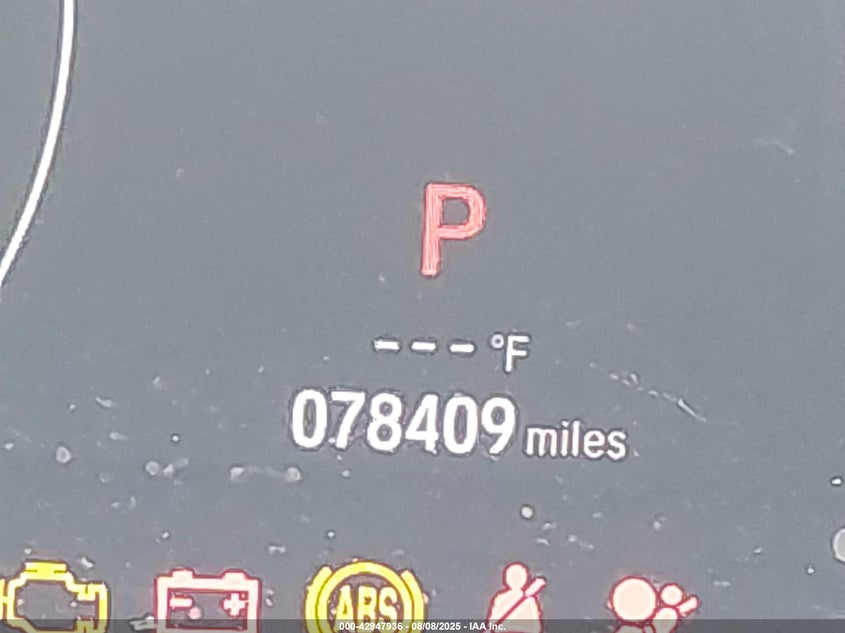 P
--- °F
078409 miles
ABS
000-42947936 - 08/08/2025 - IAA Inc.